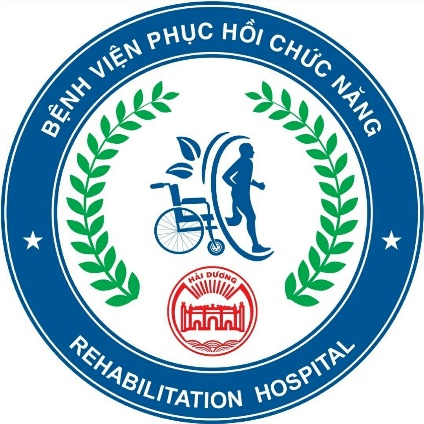 BỆNH VIỆN PHỤC HỒI CHỨC NĂNG
HẢI DƯƠNG
REHABILITATION HOSPITAL